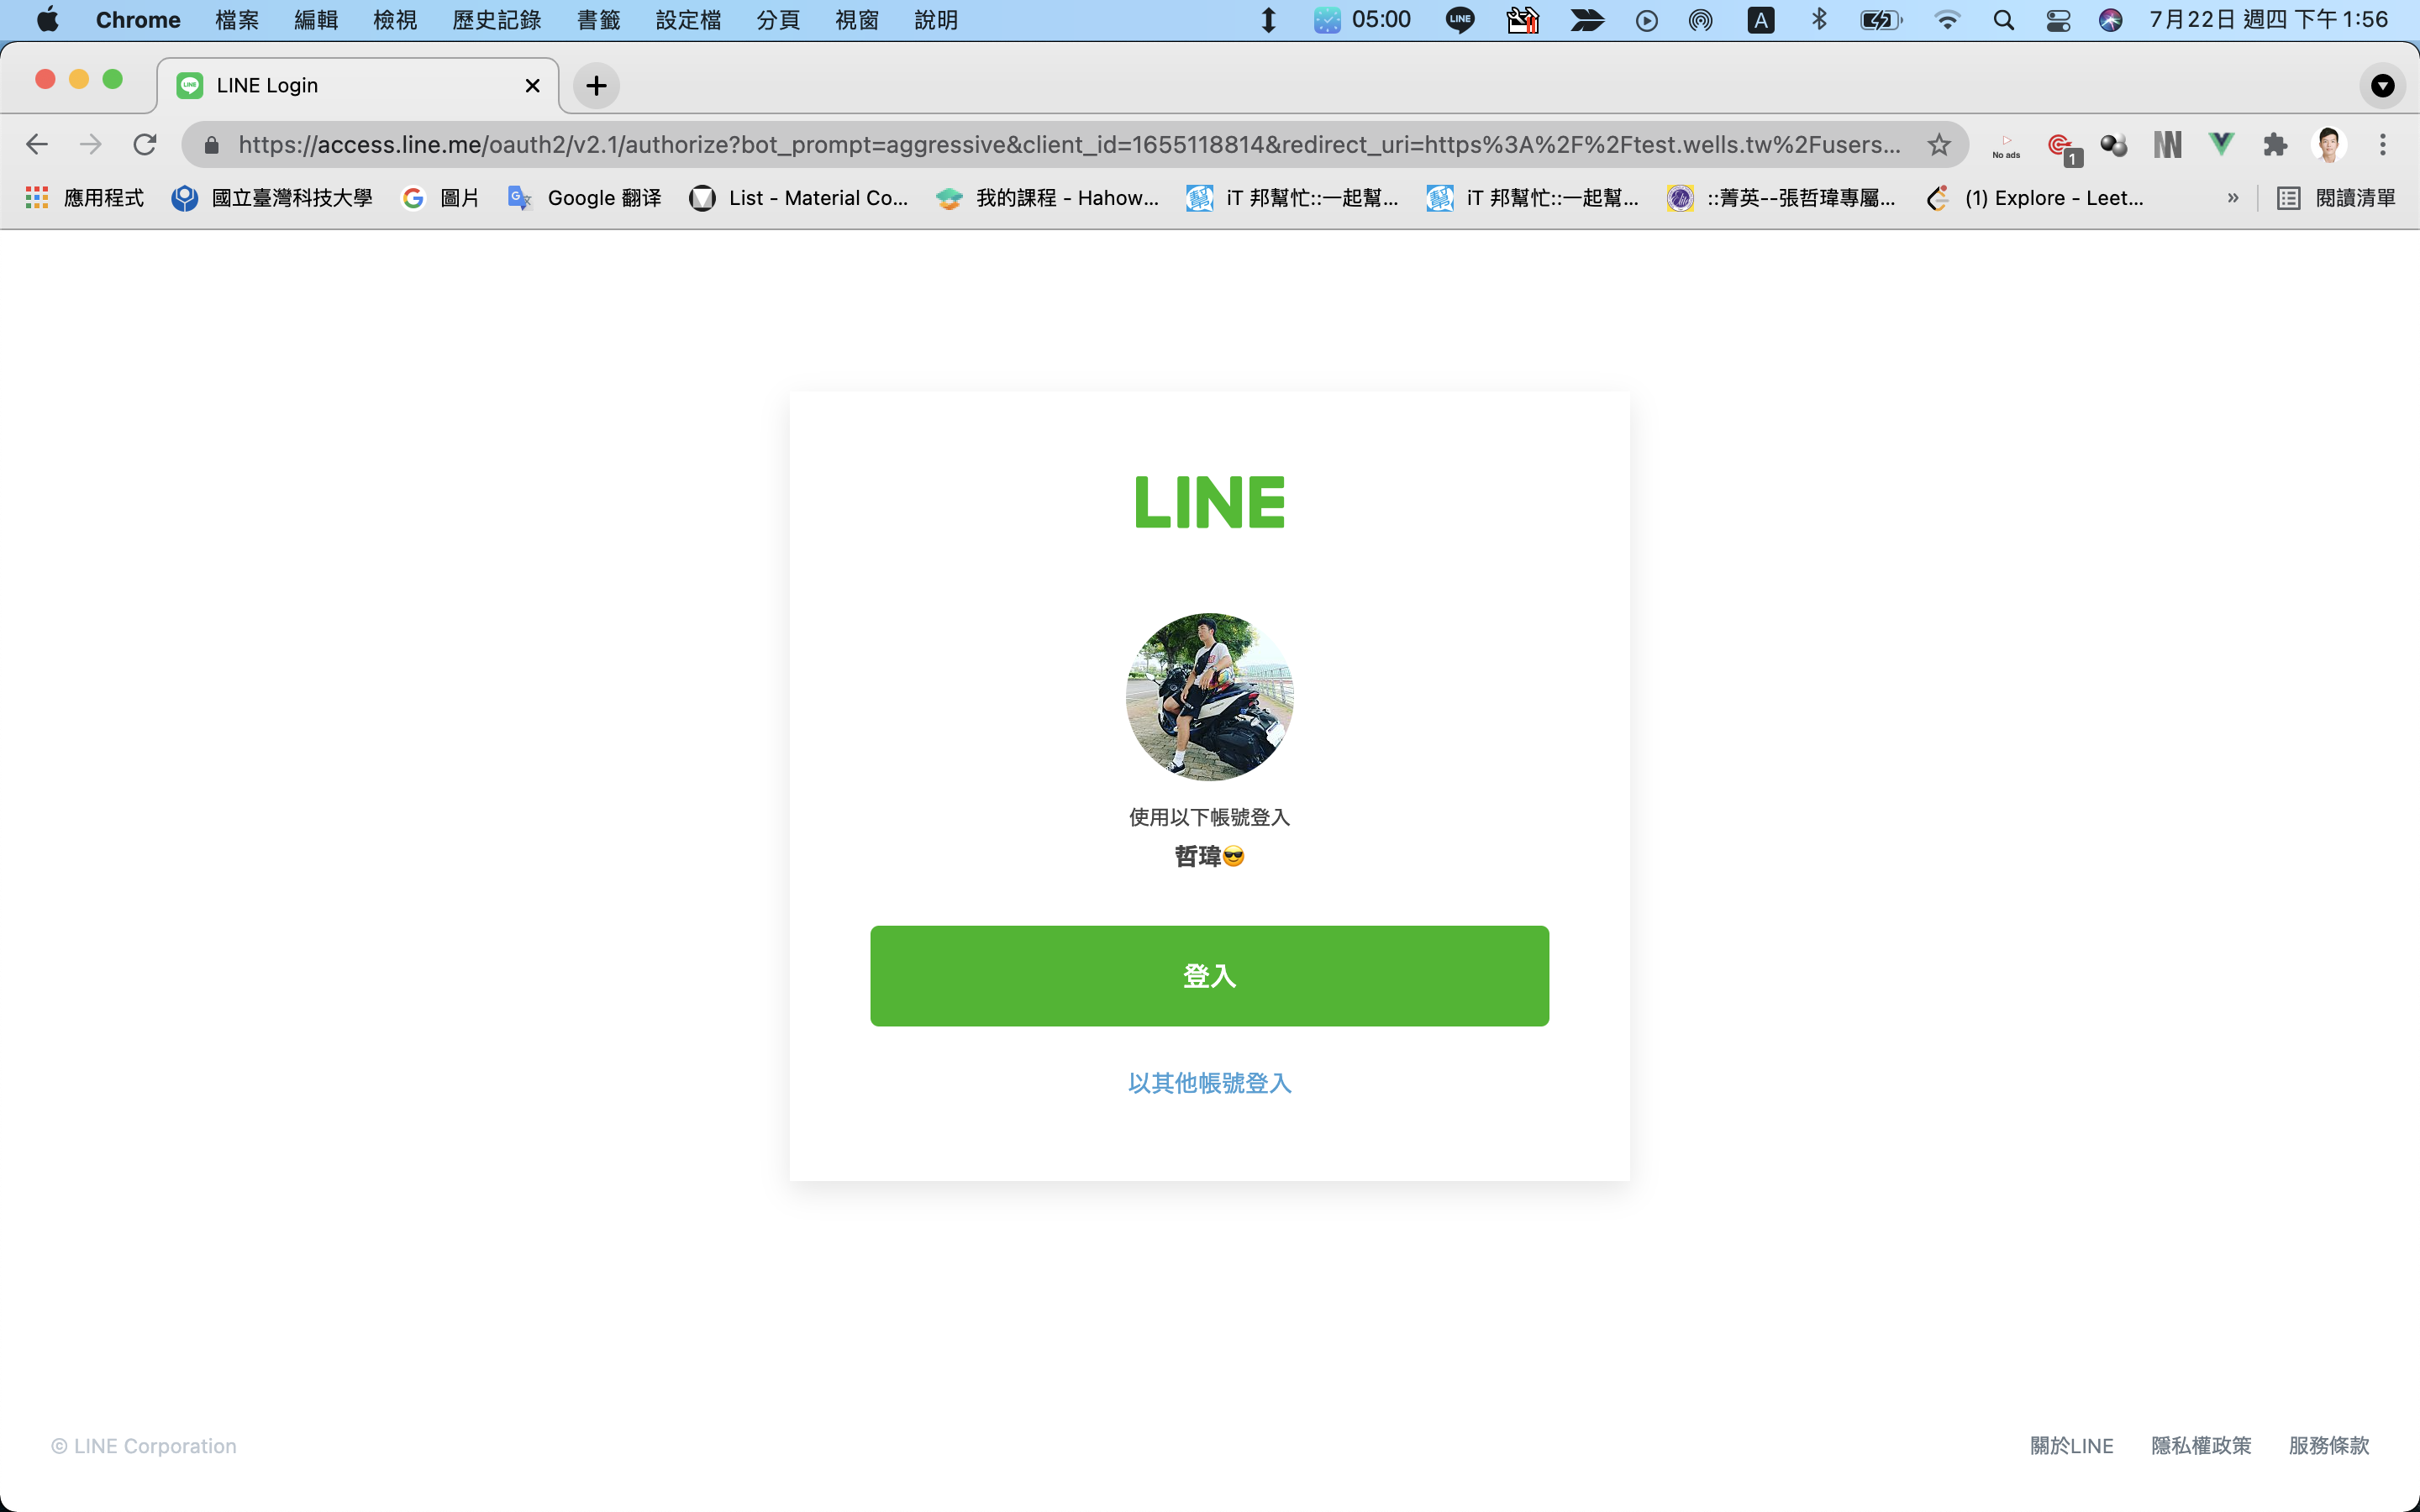 Chrome 檔案 編輯 檢視 歷史記錄 書籤 設定檔 分頁 視窗 說明 05:00 LINE A 7月22日 週四 下午 1:56
LINE Login
https://access.line.me/oauth2/v2.1/authorize?bot_prompt=aggressive&client_id=1655118814&redirect_uri=https%3A%2F%2Ftest.wells.tw%2Fusers... No ads 1
應用程式 國立臺灣科技大學 圖片 Google 翻译 List - Material Co... 我的課程 - Hahow... iT 邦幫忙::一起幫... iT 邦幫忙::一起幫... ::菁英--張哲瑋專屬... (1) Explore - Leet... » 閱讀清單
LINE
使用以下帳號登入
哲瑋😎
登入
以其他帳號登入
© LINE Corporation 關於LINE 隱私權政策 服務條款